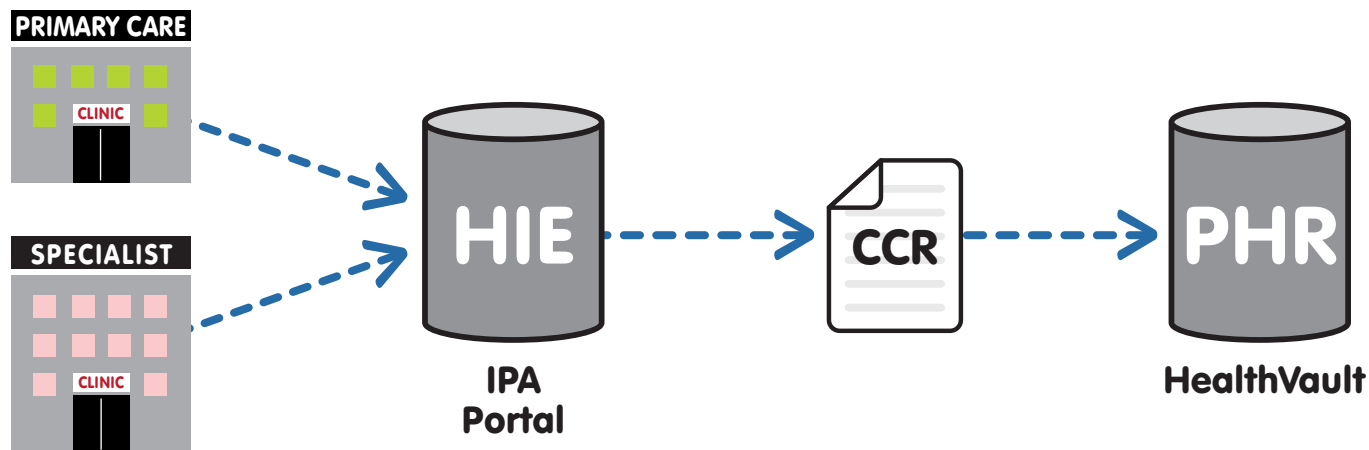 PRIMARY CARE
CLINIC
SPECIALIST
CLINIC
HIE
IPA
Portal
CCR
PHR
HealthVault